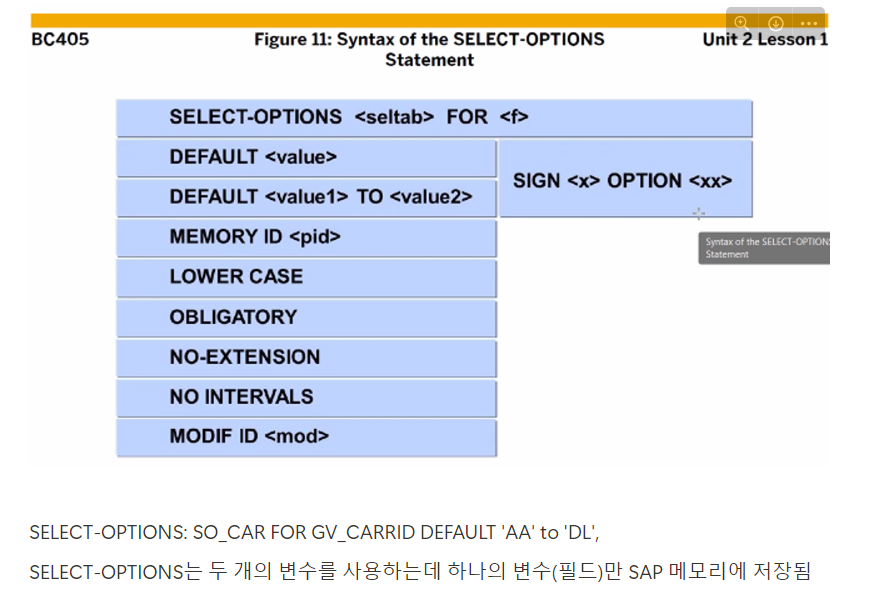 BC405
Figure 11: Syntax of the SELECT-OPTIONS
Statement
Unit 2 Lesson 1
SELECT-OPTIONS <seltab> FOR <f>
DEFAULT <value>
DEFAULT <value1> TO <value2>
SIGN <x> OPTION <xx>
MEMORY ID <pid>
LOWER CASE
OBLIGATORY
NO-EXTENSION
NO INTERVALS
MODIF ID <mod>
Syntax of the SELECT-OPTIONS
Statement
SELECT-OPTIONS: SO_CAR FOR GV_CARRID DEFAULT 'AA' to 'DL',
SELECT-OPTIONS는 두 개의 변수를 사용하는데 하나의 변수(필드)만 SAP 메모리에 저장됨